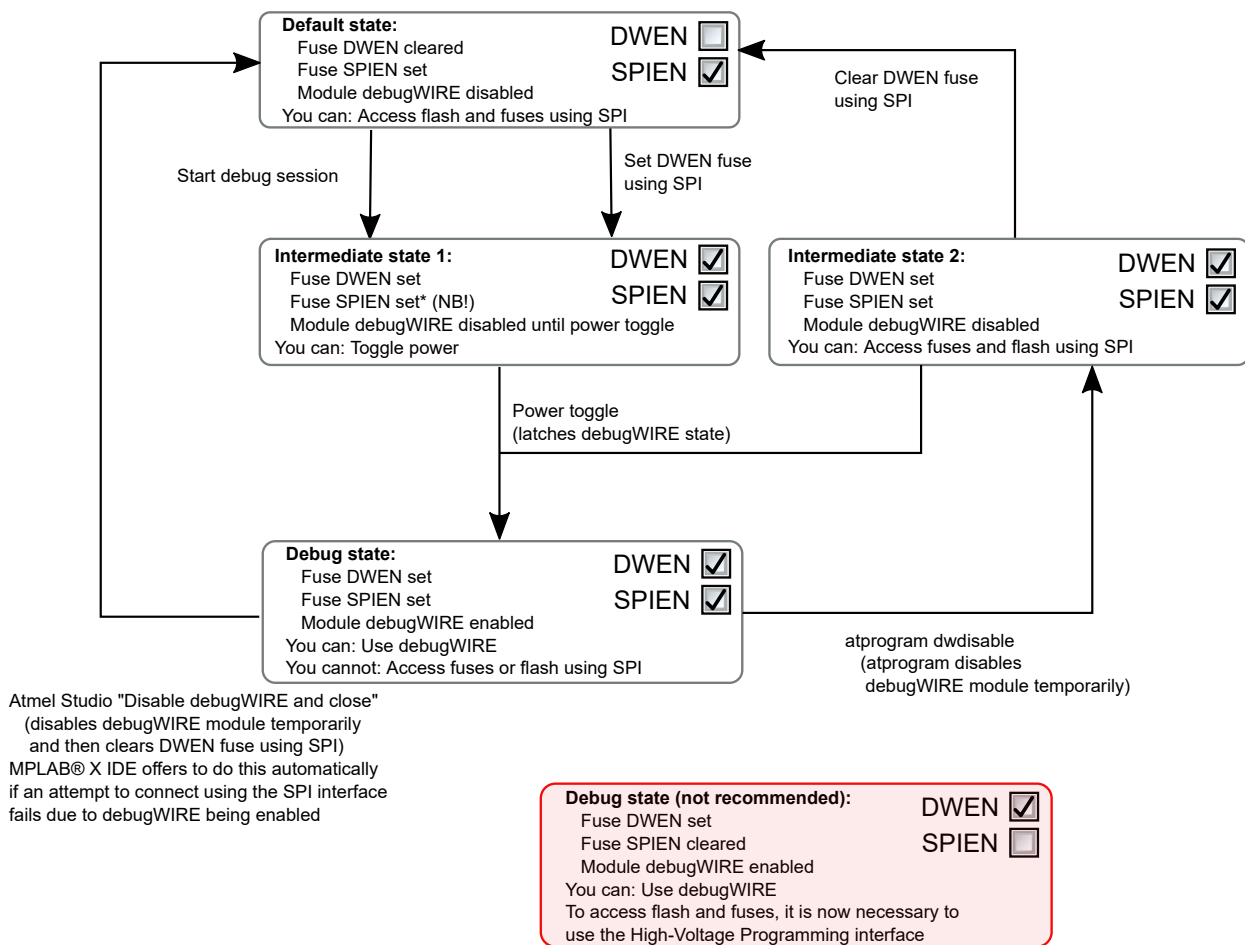 Default state:
Fuse DWEN cleared
Fuse SPIEN set
Module debugWIRE disabled
You can: Access flash and fuses using SPI
DWEN
SPIEN
Clear DWEN fuse
using SPI
Start debug session
Set DWEN fuse
using SPI
Intermediate state 1:
Fuse DWEN set
Fuse SPIEN set* (NB!)
Module debugWIRE disabled until power toggle
You can: Toggle power
DWEN
SPIEN
Intermediate state 2:
Fuse DWEN set
Fuse SPIEN set
Module debugWIRE disabled
You can: Access fuses and flash using SPI
DWEN
SPIEN
Power toggle
(latches debugWIRE state)
Debug state:
Fuse DWEN set
Fuse SPIEN set
Module debugWIRE enabled
You can: Use debugWIRE
You cannot: Access fuses or flash using SPI
DWEN
SPIEN
atprogram dwdisable
(atprogram disables
debugWIRE module temporarily)
Atmel Studio "Disable debugWIRE and close"
(disables debugWIRE module temporarily
and then clears DWEN fuse using SPI)
MPLAB® X IDE offers to do this automatically
if an attempt to connect using the SPI interface
fails due to debugWIRE being enabled
Debug state (not recommended):
Fuse DWEN set
Fuse SPIEN cleared
Module debugWIRE enabled
You can: Use debugWIRE
To access flash and fuses, it is now necessary to
use the High-Voltage Programming interface
DWEN
SPIEN